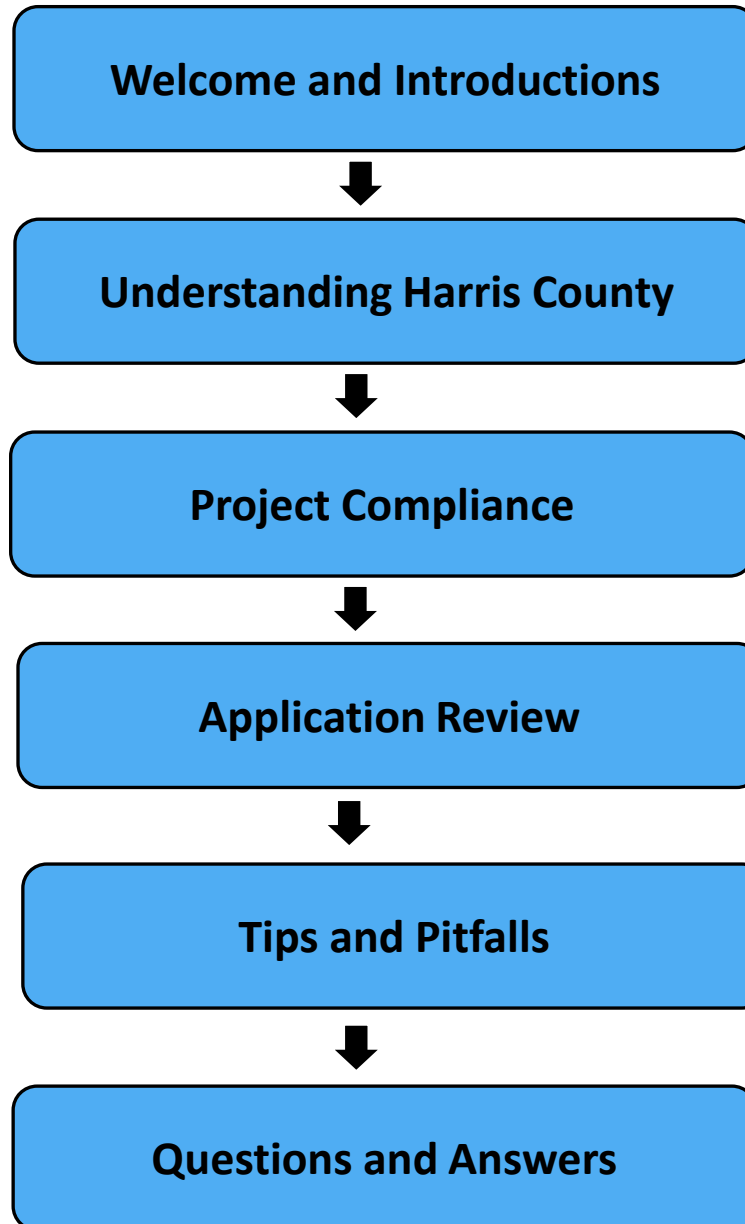 Welcome and Introductions
Understanding Harris County
Project Compliance
Application Review
Tips and Pitfalls
Questions and Answers